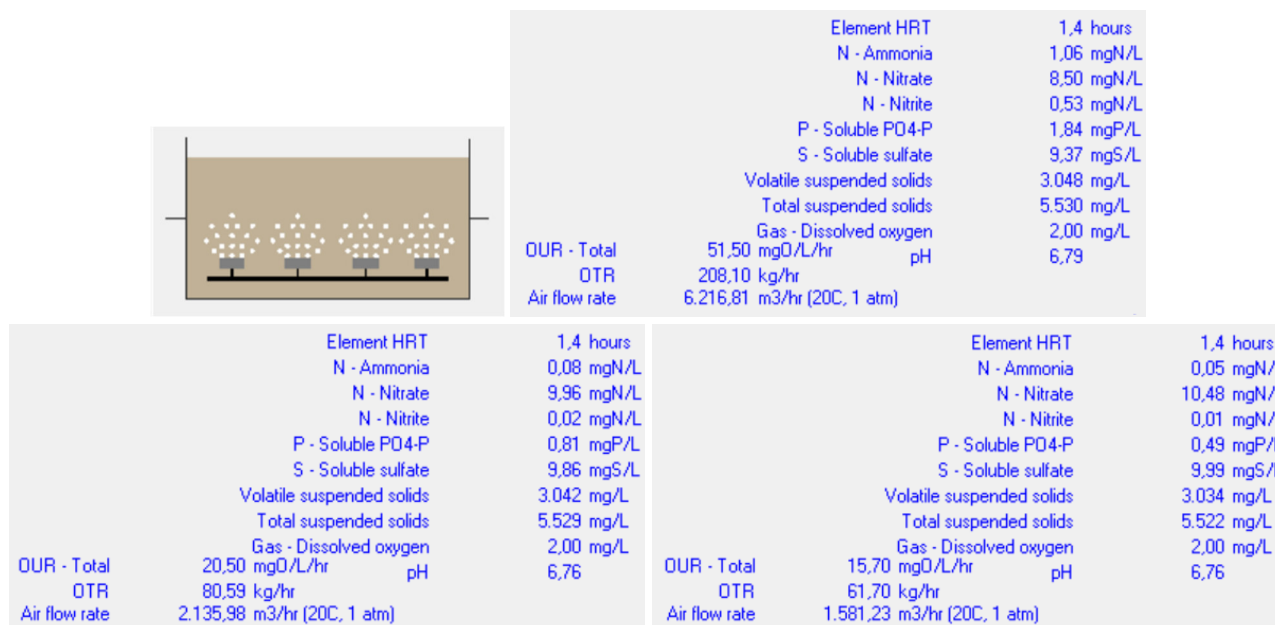 Element HRT 1,4 hours
N - Ammonia 1,06 mgN/L
N - Nitrate 8,50 mgN/L
N - Nitrite 0,53 mgN/L
P - Soluble PO4-P 1,84 mgP/L
S - Soluble sulfate 9,37 mgS/L
Volatile suspended solids 3.048 mg/L
Total suspended solids 5.530 mg/L
Gas - Dissolved oxygen 2,00 mg/L
OUR - Total 51,50 mgO/L/hr pH 6,79
OTR 208,10 kg/hr
Air flow rate 6.216,81 m3/hr (20C, 1 atm)
Element HRT 1,4 hours
N - Ammonia 0,08 mgN/L
N - Nitrate 9,96 mgN/L
N - Nitrite 0,02 mgN/L
P - Soluble PO4-P 0,81 mgP/L
S - Soluble sulfate 9,86 mgS/L
Volatile suspended solids 3.042 mg/L
Total suspended solids 5.529 mg/L
Gas - Dissolved oxygen 2,00 mg/L
OUR - Total 20,50 mgO/L/hr pH 6,76
OTR 80,59 kg/hr
Air flow rate 2.135,98 m3/hr (20C, 1 atm)
Element HRT 1,4 hours
N - Ammonia 0,05 mgN/
N - Nitrate 10,48 mgN/
N - Nitrite 0,01 mgN/
P - Soluble PO4-P 0,49 mgP/
S - Soluble sulfate 9,99 mgS/
Volatile suspended solids 3.034 mg/L
Total suspended solids 5.522 mg/L
Gas - Dissolved oxygen 2,00 mg/L
OUR - Total 15,70 mgO/L/hr pH 6,76
OTR 61,70 kg/hr
Air flow rate 1.581,23 m3/hr (20C, 1 atm)